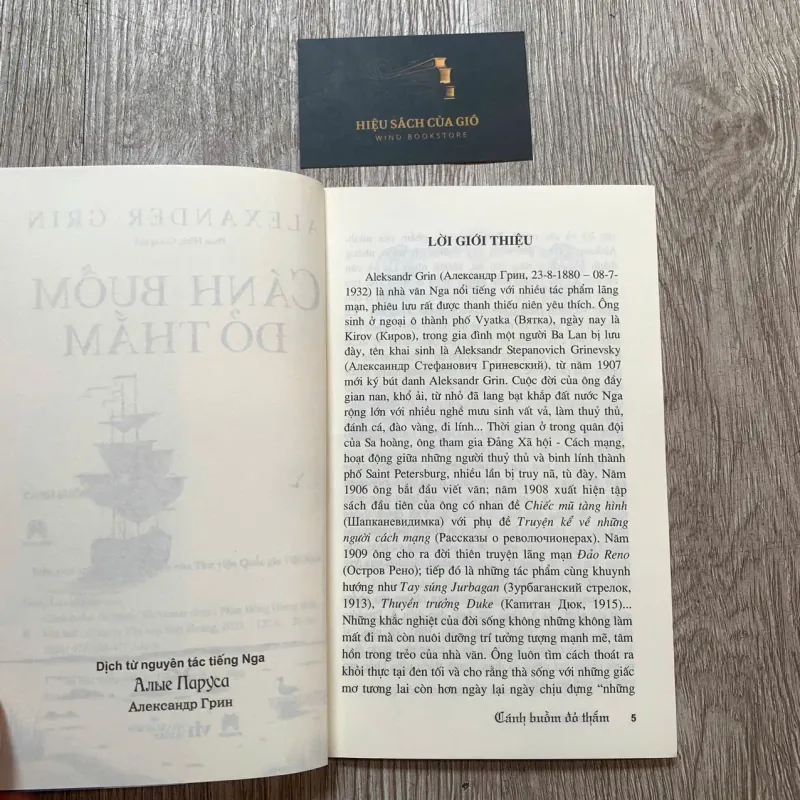 HIỆU SÁCH CỦA GIÓ
WIND BOOKSTORE
ALEXANDER GRIN
CÁNH BUỒM
ĐỎ THẮM
Dịch từ nguyên tác tiếng Nga
Алые Паруса
Александр Грин
LỜI GIỚI THIỆU
Aleksandr Grin (Александр Грин, 23-8-1880 – 08-7-
1932) là nhà văn Nga nổi tiếng với nhiều tác phẩm lãng
mạn, phiêu lưu rất được thanh thiếu niên yêu thích. Ông
sinh ở ngoại ô thành phố Vyatka (Вятка), ngày nay là
Kirov (Киров), trong gia đình một người Ba Lan bị lưu
đày, tên khai sinh là Aleksandr Stepanovich Grinevsky
(Алексаиндр Стефанович Гриневский), từ năm 1907
mới ký bút danh Aleksandr Grin. Cuộc đời của ông đầy
gian nan, khổ ải, từ nhỏ đã lang bạt khắp đất nước Nga
rộng lớn với nhiều nghề mưu sinh vất vả, làm thuỷ thủ,
đánh cá, đào vàng, đi lính... Thời gian ở trong quân đội
của Sa hoàng, ông tham gia Đảng Xã hội - Cách mạng,
hoạt động giữa những người thuỷ thủ và binh lính thành
phố Saint Petersburg, nhiều lần bị truy nã, tù đày. Năm
1906 ông bắt đầu viết văn; năm 1908 xuất hiện tập
sách đầu tiên của ông có nhan đề Chiếc mũ tàng hình
(Шапканевидимка) với phụ đề Truyện kể về những
người cách mạng (Рассказы о революционерах). Năm
1909 ông cho ra đời thiên truyện lãng mạn Đảo Reno
(Остров Рено); tiếp đó là những tác phẩm cùng khuynh
hướng như Tay súng Jurbagan (Зурбаганский стрелок,
1913), Thuyền trưởng Duke (Капитан Дюк, 1915)...
Những khắc nghiệt của đời sống không những không làm
mất đi mà còn nuôi dưỡng trí tưởng tượng mạnh mẽ, tâm
hồn trong trẻo của nhà văn. Ông luôn tìm cách thoát ra
khỏi thực tại đen tối và cho rằng thà sống với những giấc
mơ tương lai còn hơn ngày lại ngày chịu đựng “những
Cánh buồm đỏ thắm 5